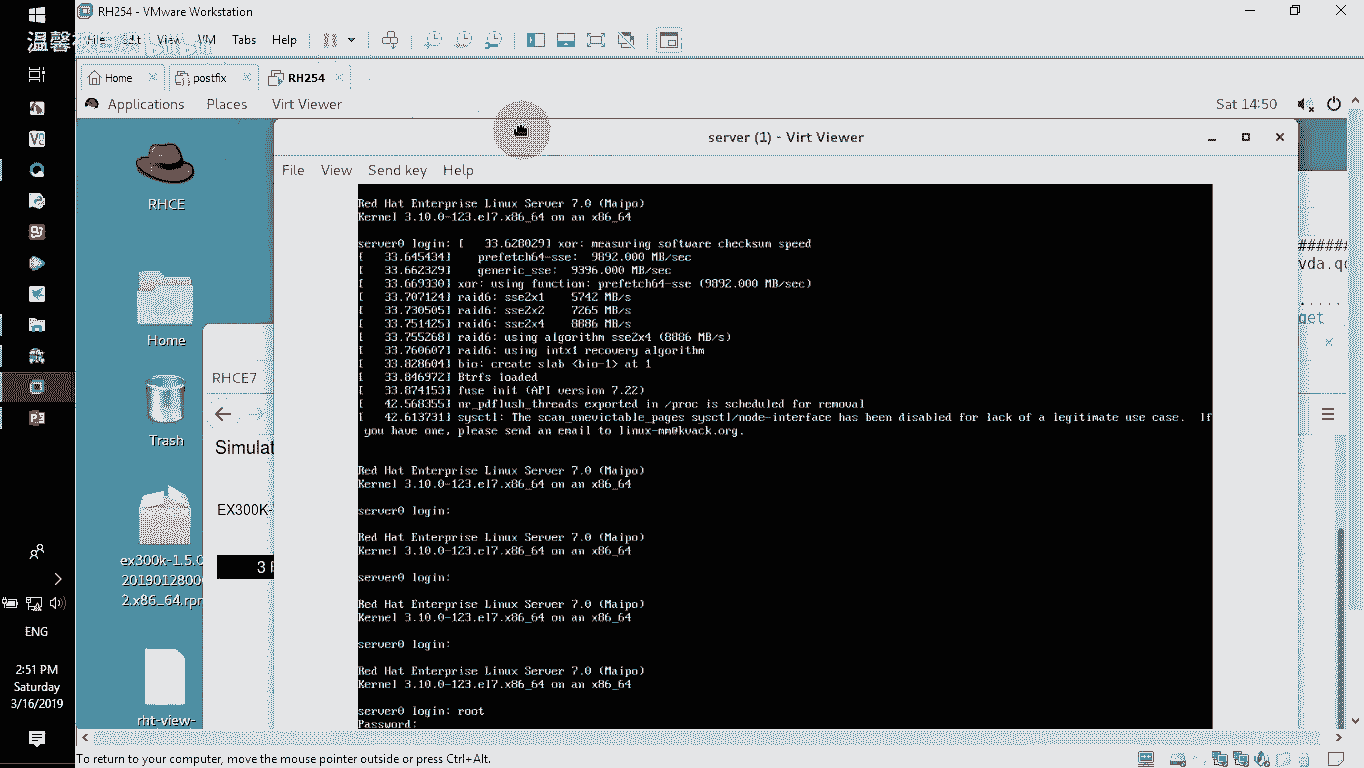 RH254 - VMware Workstation
温馨
View VM Tabs Help
Home
postfix
RH254
Applications Places Virt Viewer
Sat 14:50
server (1) - Virt Viewer
File View Send key Help
RHCE
Home
Trash
ex300k-1.5.0
2019012800
2.x86_64.rpm
rht-view-
RHCE7
Simulat
EX300K-
3
Red Hat Enterprise Linux Server 7.0 (Maipo)
Kernel 3.10.0-123.el7.x86_64 on an x86_64
server0 login: [   33.628029] xor: measuring software checksum speed
[   33.645434]    prefetch64-sse:  9892.000 MB/sec
[   33.662329]    generic_sse:  9396.000 MB/sec
[   33.669330] xor: using function: prefetch64-sse (9892.000 MB/sec)
[   33.707124] raid6: sse2x1    5742 MB/s
[   33.730505] raid6: sse2x2    7265 MB/s
[   33.751425] raid6: sse2x4    8886 MB/s
[   33.755268] raid6: using algorithm sse2x4 (8886 MB/s)
[   33.760607] raid6: using intx1 recovery algorithm
[   33.828604] bio: create slab <bio-1> at 1
[   33.846972] Btrfs loaded
[   33.874153] fuse init (API version 7.22)
[   42.568355] nr_pdflush_threads exported in /proc is scheduled for removal
[   42.613731] sysctl: The scan_unevictable_pages sysctl/node-interface has been disabled for lack of a legitimate use case.  If
you have one, please send an email to linux-mm@kvack.org.
Red Hat Enterprise Linux Server 7.0 (Maipo)
Kernel 3.10.0-123.el7.x86_64 on an x86_64
server0 login:
Red Hat Enterprise Linux Server 7.0 (Maipo)
Kernel 3.10.0-123.el7.x86_64 on an x86_64
server0 login:
Red Hat Enterprise Linux Server 7.0 (Maipo)
Kernel 3.10.0-123.el7.x86_64 on an x86_64
server0 login:
Red Hat Enterprise Linux Server 7.0 (Maipo)
Kernel 3.10.0-123.el7.x86_64 on an x86_64
server0 login: root
Password:
######
vda.qc
.....
get
ENG
2:51 PM
Saturday
3/16/2019
To return to your computer, move the mouse pointer outside or press Ctrl+Alt.